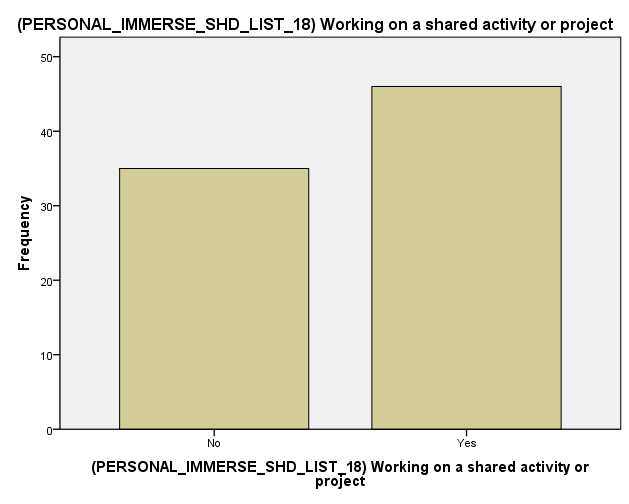 (PERSONAL_IMMERSE_SHD_LIST_18) Working on a shared activity or project
50
40
30
20
10
0
Frequency
No Yes
(PERSONAL_IMMERSE_SHD_LIST_18) Working on a shared activity or
project